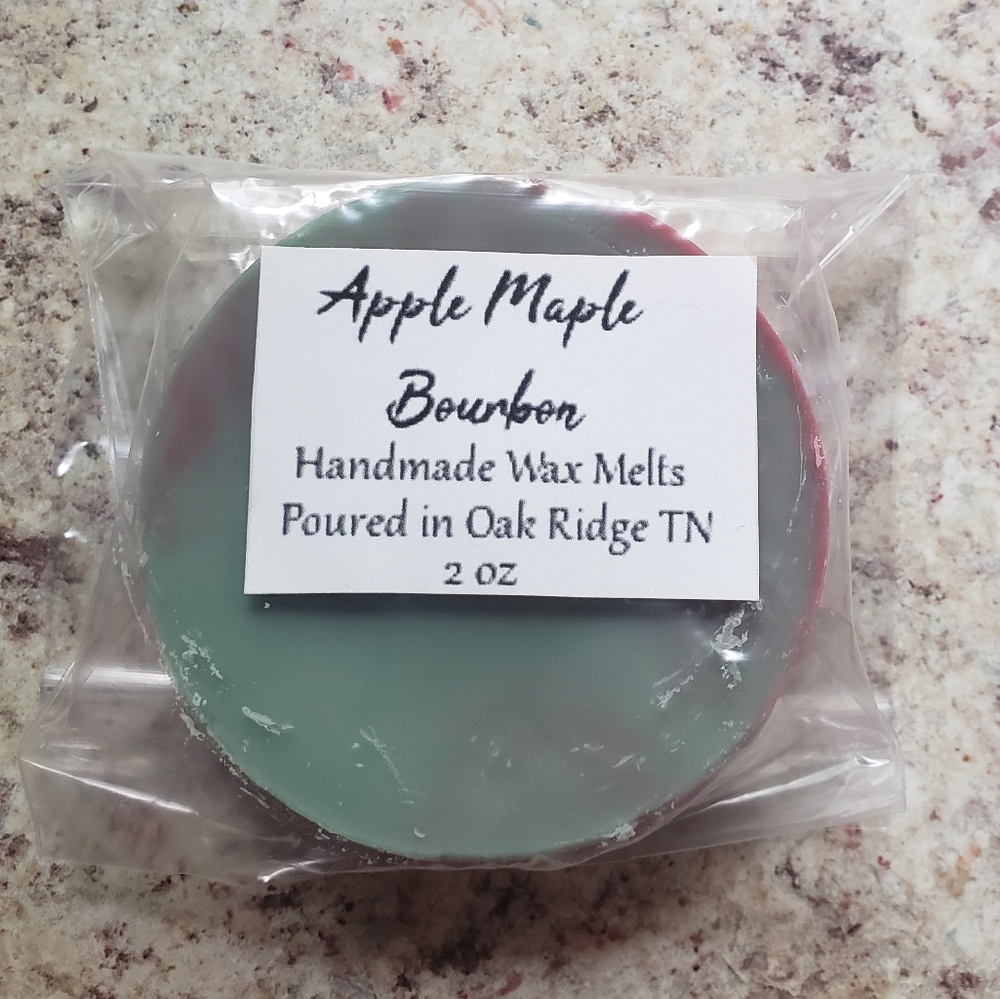 Apple Maple
Bourbon
Handmade Wax Melts
Poured in Oak Ridge TN
2 oz